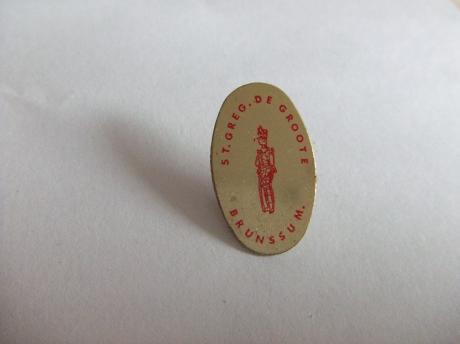 ST. GREG. DE GROOTE
BRUNSSUM.